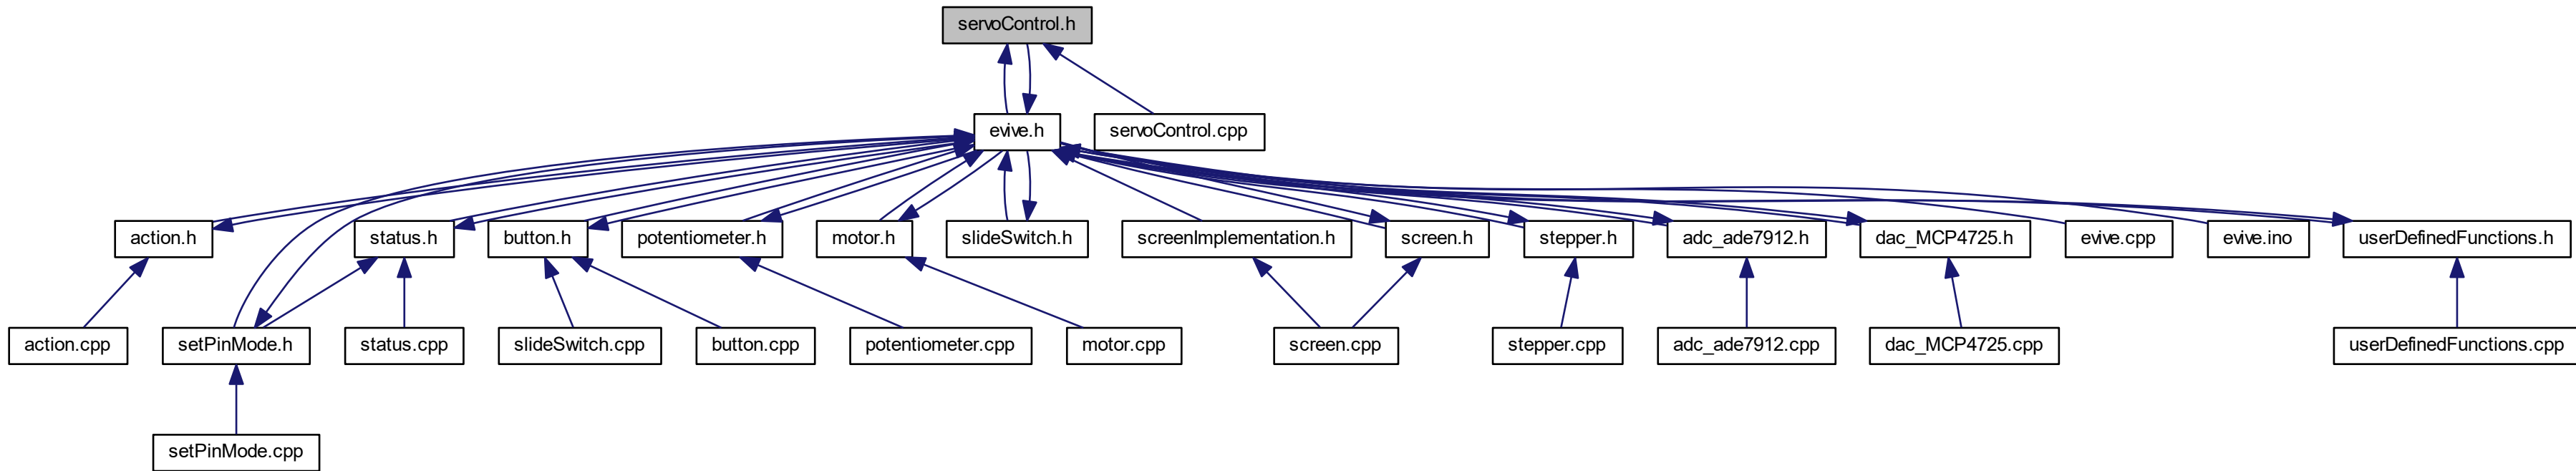 servoControl.h
evive.h
servoControl.cpp
action.h
status.h
button.h
potentiometer.h
motor.h
slideSwitch.h
screenImplementation.h
screen.h
stepper.h
adc_ade7912.h
dac_MCP4725.h
evive.cpp
evive.ino
userDefinedFunctions.h
action.cpp
setPinMode.h
status.cpp
slideSwitch.cpp
button.cpp
potentiometer.cpp
motor.cpp
screen.cpp
stepper.cpp
adc_ade7912.cpp
dac_MCP4725.cpp
userDefinedFunctions.cpp
setPinMode.cpp